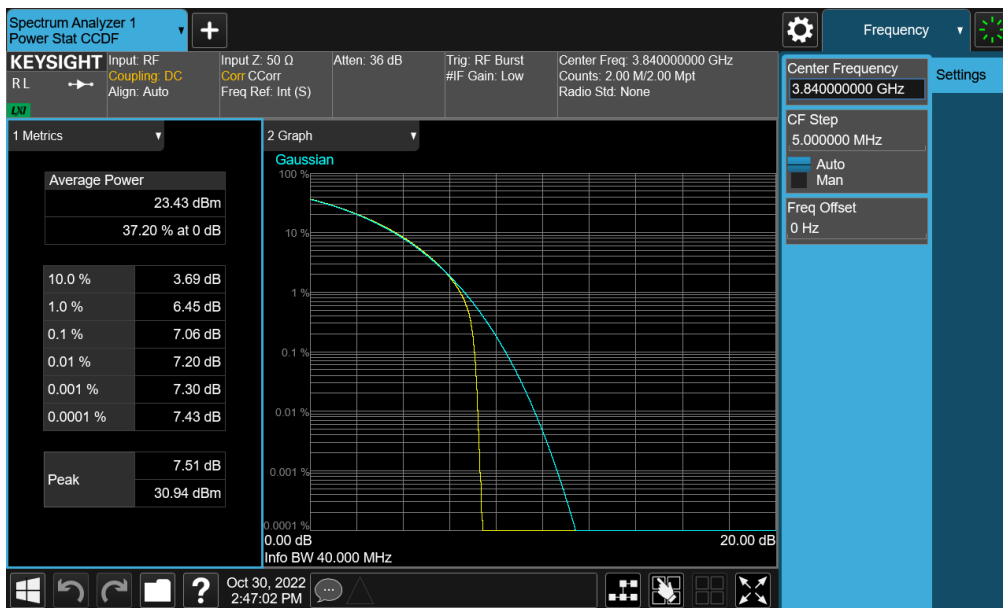 Spectrum Analyzer 1
Power Stat CCDF
+
Frequency
KEYSIGHT
R L
LXI
Input: RF
Coupling: DC
Align: Auto
Input Z: 50 Ω
Corr CCorr
Freq Ref: Int (S)
Atten: 36 dB
Trig: RF Burst
#IF Gain: Low
Center Freq: 3.840000000 GHz
Counts: 2.00 M/2.00 Mpt
Radio Std: None
Center Frequency
3.840000000 GHz
Settings
CF Step
5.000000 MHz
Auto
Man
Freq Offset
0 Hz
1 Metrics
Average Power
23.43 dBm
37.20 % at 0 dB
10.0 % 3.69 dB
1.0 % 6.45 dB
0.1 % 7.06 dB
0.01 % 7.20 dB
0.001 % 7.30 dB
0.0001 % 7.43 dB
Peak
7.51 dB
30.94 dBm
2 Graph
Gaussian
100 %
10 %
1 %
0.1 %
0.01 %
0.001 %
0.0001 %
0.00 dB 20.00 dB
Info BW 40.000 MHz
?
Oct 30, 2022
2:47:02 PM